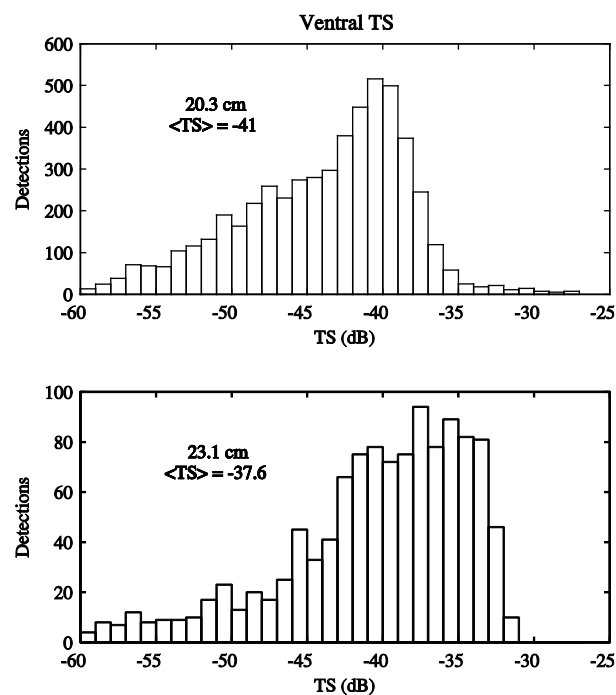 Ventral TS
600
500
400
300
200
100
0
Detections
20.3 cm
<TS> = -41
-60 -55 -50 -45 -40 -35 -30 -25
TS (dB)
100
80
60
40
20
0
Detections
23.1 cm
<TS> = -37.6
-60 -55 -50 -45 -40 -35 -30 -25
TS (dB)